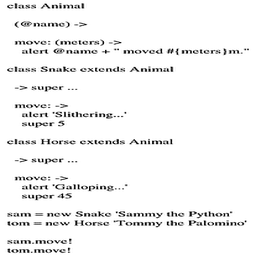 class Animal
(@name) ->
move: (meters) ->
alert @name + " moved #{meters}m."
class Snake extends Animal
-> super ...
move: ->
alert 'Slithering...'
super 5
class Horse extends Animal
-> super ...
move: ->
alert 'Galloping...'
super 45
sam = new Snake 'Sammy the Python'
tom = new Horse 'Tommy the Palomino'
sam.move!
tom.move!